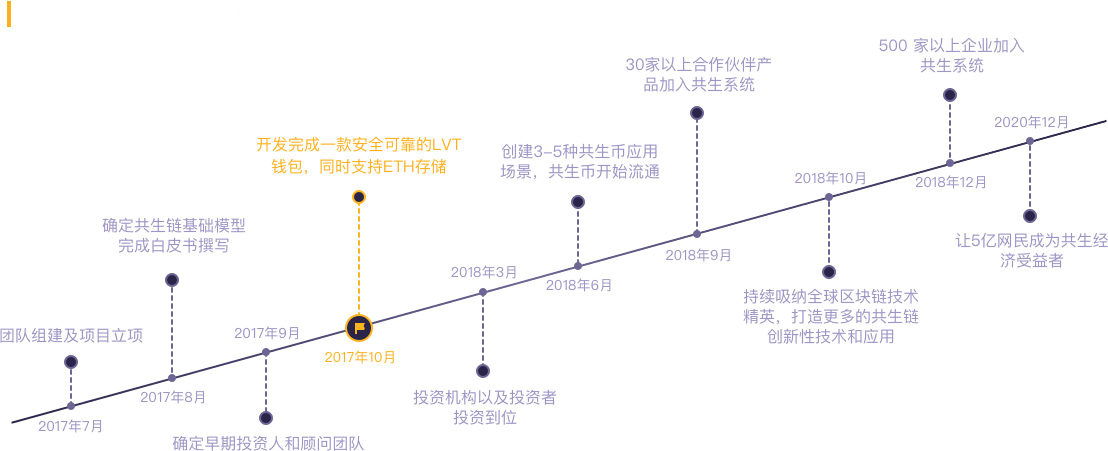 团队组建及项目立项
2017年7月
确定共生链基础模型
完成白皮书撰写
2017年8月
2017年9月
确定早期投资人和顾问团队
开发完成一款安全可靠的LVT
钱包，同时支持ETH存储
2017年10月
2018年3月
投资机构以及投资者
投资到位
创建3-5种共生币应用
场景，共生币开始流通
2018年6月
30家以上合作伙伴产
品加入共生系统
2018年9月
2018年10月
持续吸纳全球区块链技术
精英，打造更多的共生链
创新性技术和应用
500 家以上企业加入
共生系统
2018年12月
2020年12月
让5亿网民成为共生经
济受益者